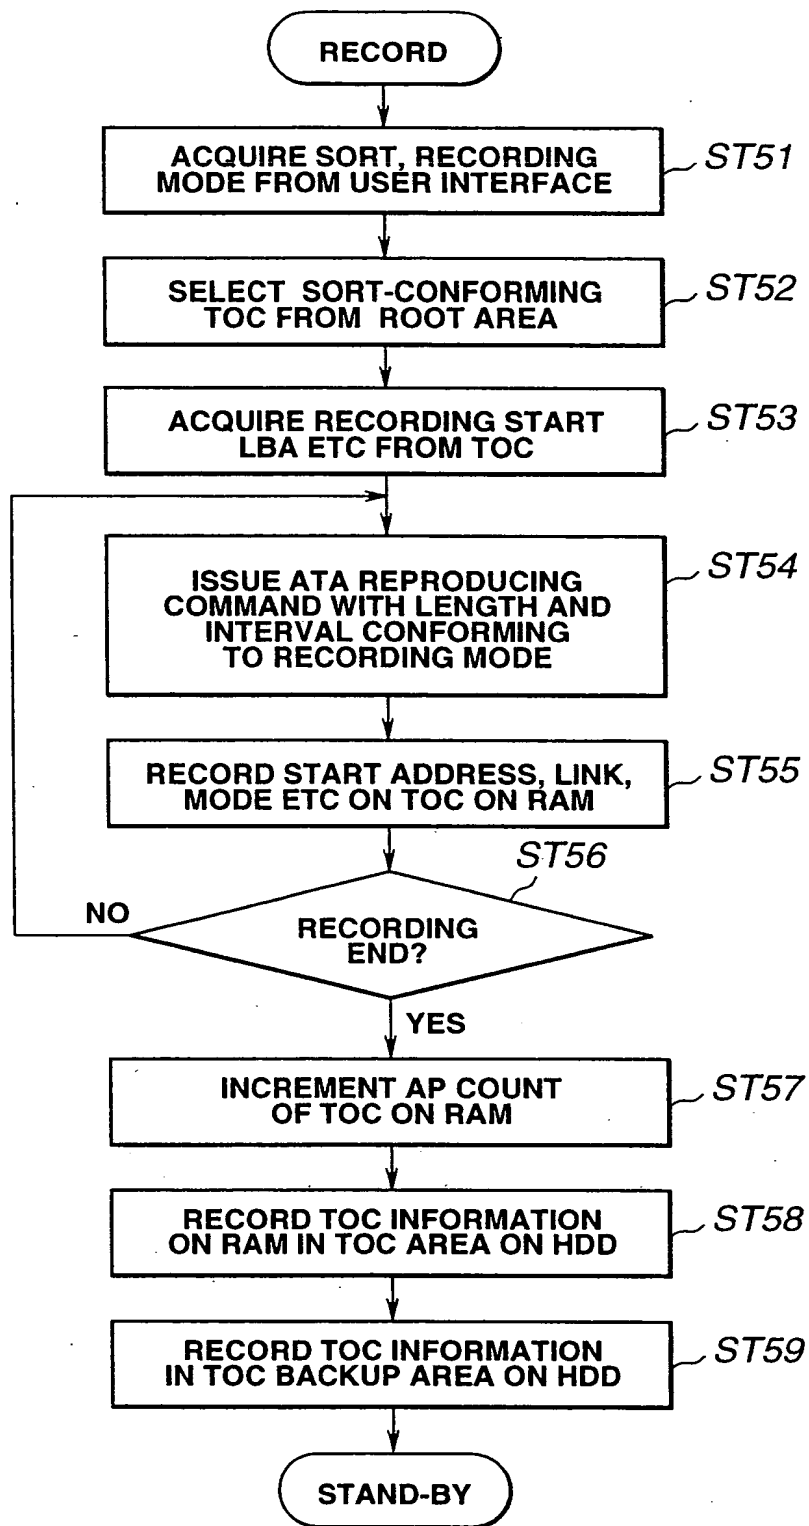 RECORD
ACQUIRE SORT, RECORDING
MODE FROM USER INTERFACE
ST51
SELECT SORT-CONFORMING
TOC FROM ROOT AREA
ST52
ACQUIRE RECORDING START
LBA ETC FROM TOC
ST53
ISSUE ATA REPRODUCING
COMMAND WITH LENGTH AND
INTERVAL CONFORMING
TO RECORDING MODE
ST54
RECORD START ADDRESS, LINK,
MODE ETC ON TOC ON RAM
ST55
ST56
NO
RECORDING
END?
YES
INCREMENT AP COUNT
OF TOC ON RAM
ST57
RECORD TOC INFORMATION
ON RAM IN TOC AREA ON HDD
ST58
RECORD TOC INFORMATION
IN TOC BACKUP AREA ON HDD
ST59
STAND-BY